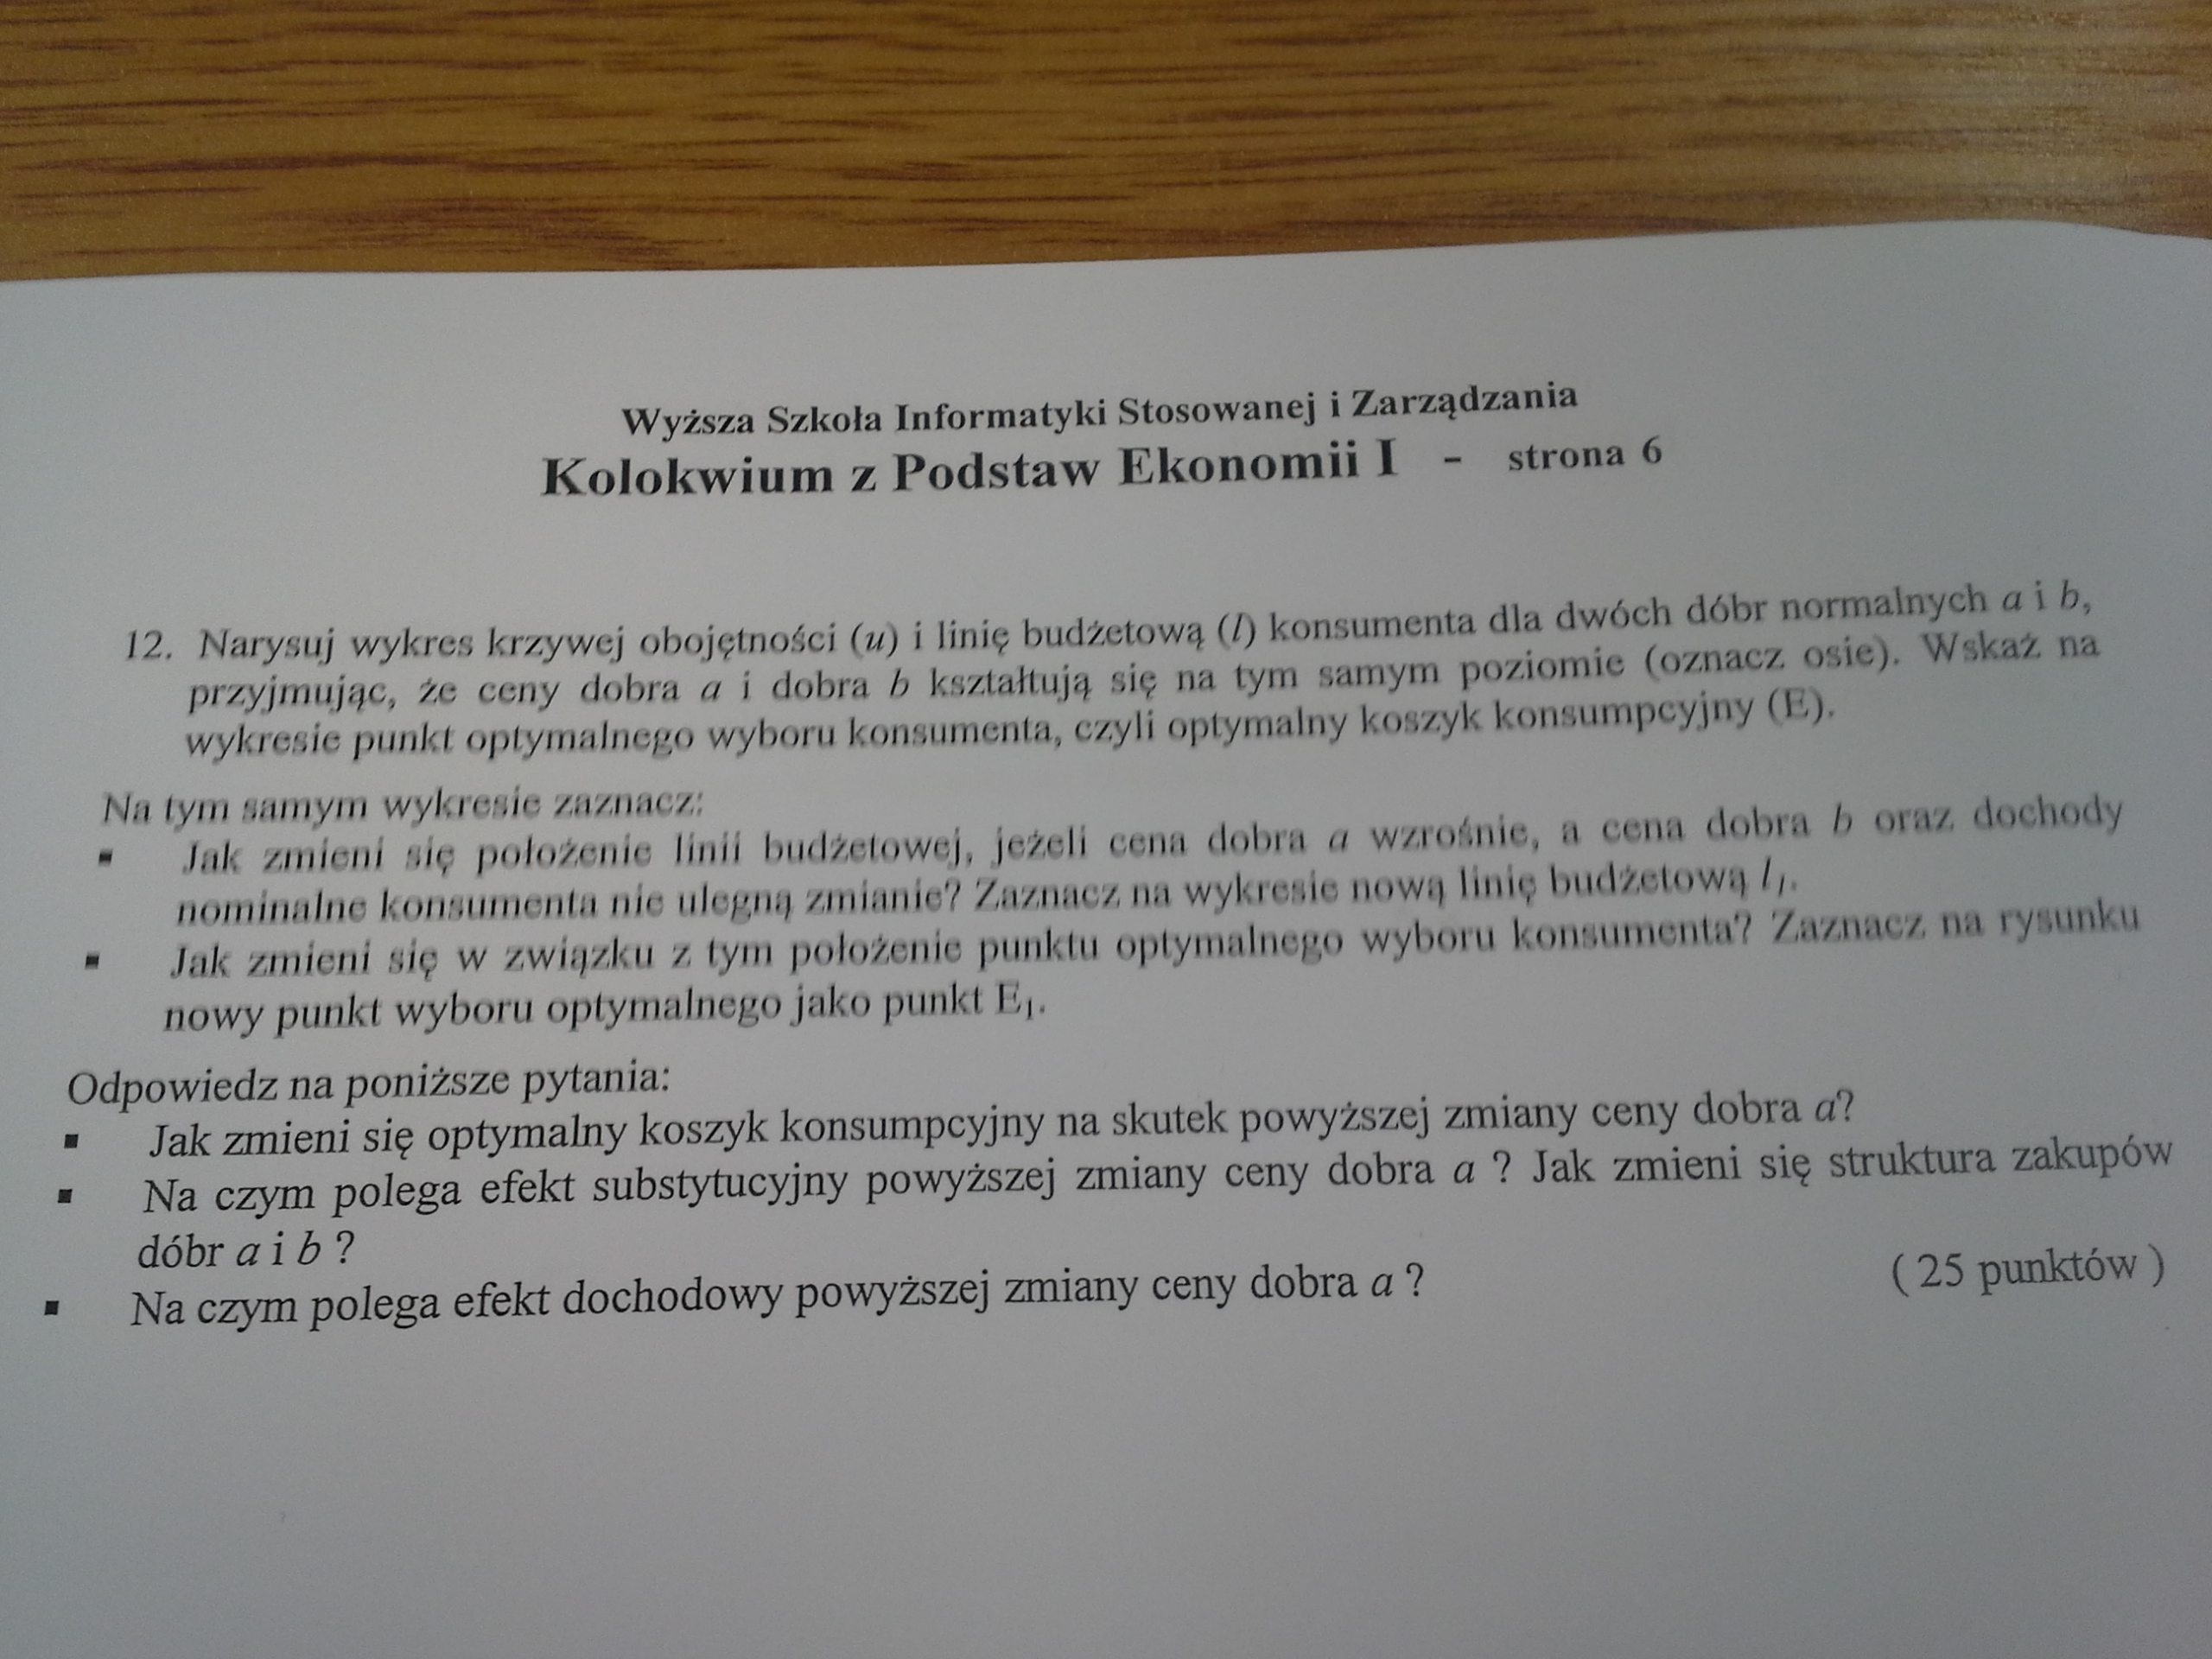 Wyższa Szkoła Informatyki Stosowanej i Zarządzania
Kolokwium z Podstaw Ekonomii I - strona 6
12. Narysuj wykres krzywej obojętności (u) i linię budżetową (l) konsumenta dla dwóch dóbr normalnych a i b,
przyjmując, że ceny dobra a i dobra b kształtują się na tym samym poziomie (oznacz osie). Wskaż na
wykresie punkt optymalnego wyboru konsumenta, czyli optymalny koszyk konsumpcyjny (E).
Na tym samym wykresie zaznacz:
▪ Jak zmieni się położenie linii budżetowej, jeżeli cena dobra a wzrośnie, a cena dobra b oraz dochody
nominalne konsumenta nie ulegną zmianie? Zaznacz na wykresie nową linię budżetową l₁.
▪ Jak zmieni się w związku z tym położenie punktu optymalnego wyboru konsumenta? Zaznacz na rysunku
nowy punkt wyboru optymalnego jako punkt E₁.
Odpowiedz na poniższe pytania:
▪ Jak zmieni się optymalny koszyk konsumpcyjny na skutek powyższej zmiany ceny dobra a?
▪ Na czym polega efekt substytucyjny powyższej zmiany ceny dobra a ? Jak zmieni się struktura zakupów
dóbr a i b ?
▪ Na czym polega efekt dochodowy powyższej zmiany ceny dobra a ?
( 25 punktów )